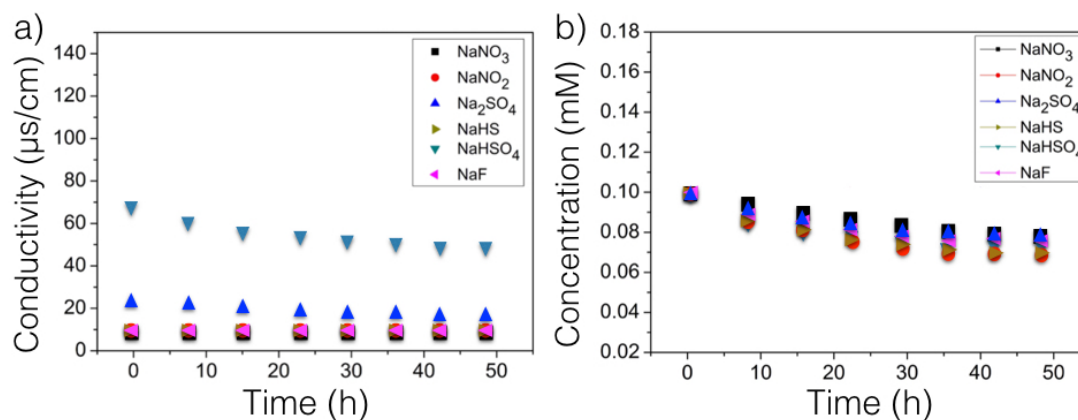 a)
Conductivity (µs/cm)
140
120
100
80
60
40
20
0
NaNO₃
NaNO₂
Na₂SO₄
NaHS
NaHSO₄
NaF
0 10 20 30 40 50
Time (h)
b)
Concentration (mM)
0.18
0.16
0.14
0.12
0.10
0.08
0.06
0.04
0.02
NaNO₃
NaNO₂
Na₂SO₄
NaHS
NaHSO₄
NaF
0 10 20 30 40 50
Time (h)